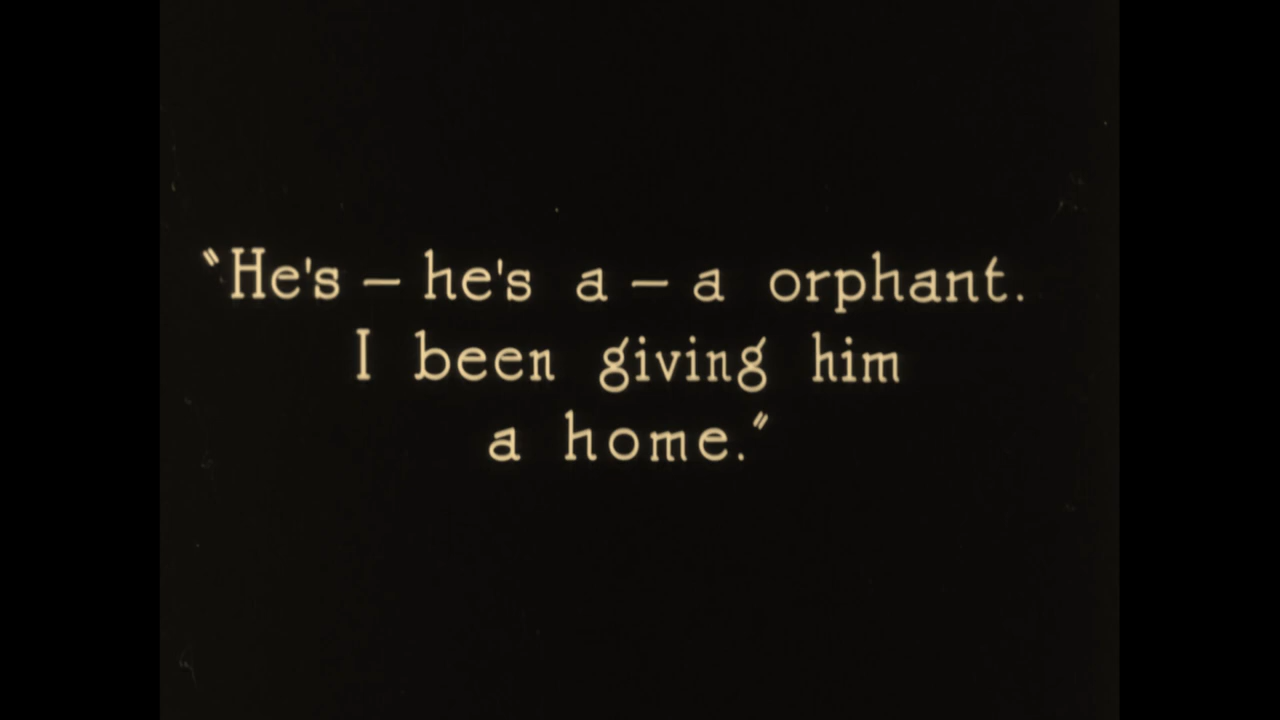 "He's – he's a – a orphant.
I been giving him
a home."